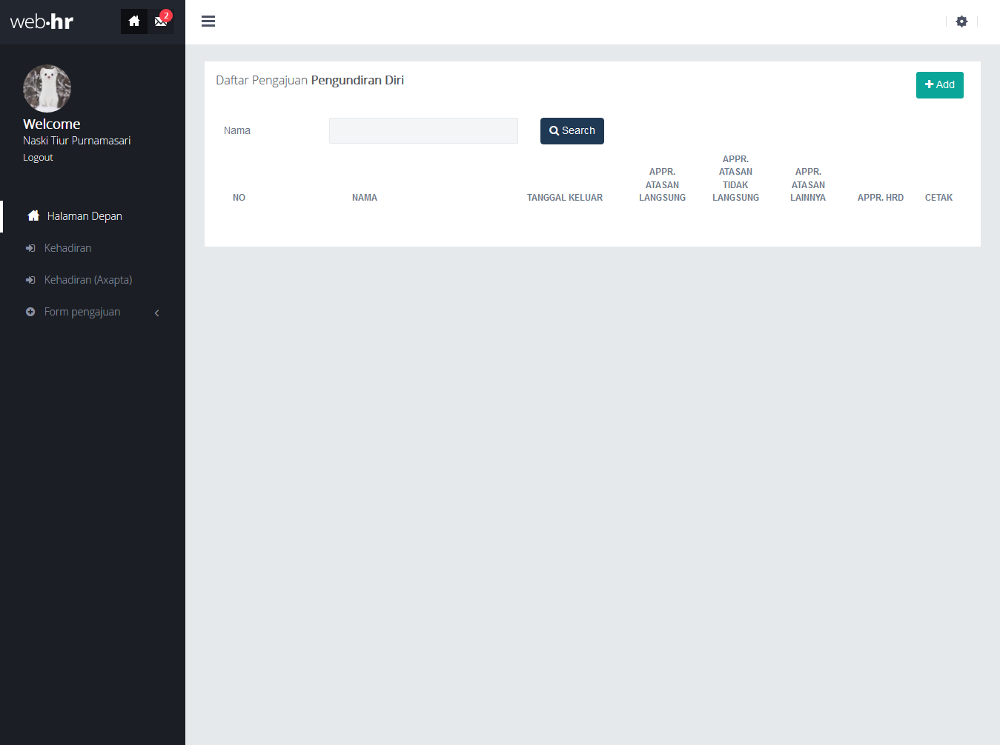 web·hr
2
Welcome
Naski Tiur Purnamasari
Logout
Halaman Depan
Kehadiran
Kehadiran (Axapta)
Form pengajuan
Daftar Pengajuan Pengundiran Diri
Add
Nama
Search
NO
NAMA
TANGGAL KELUAR
APPR.
ATASAN
LANGSUNG
APPR.
ATASAN
TIDAK
LANGSUNG
APPR.
ATASAN
LAINNYA
APPR. HRD
CETAK